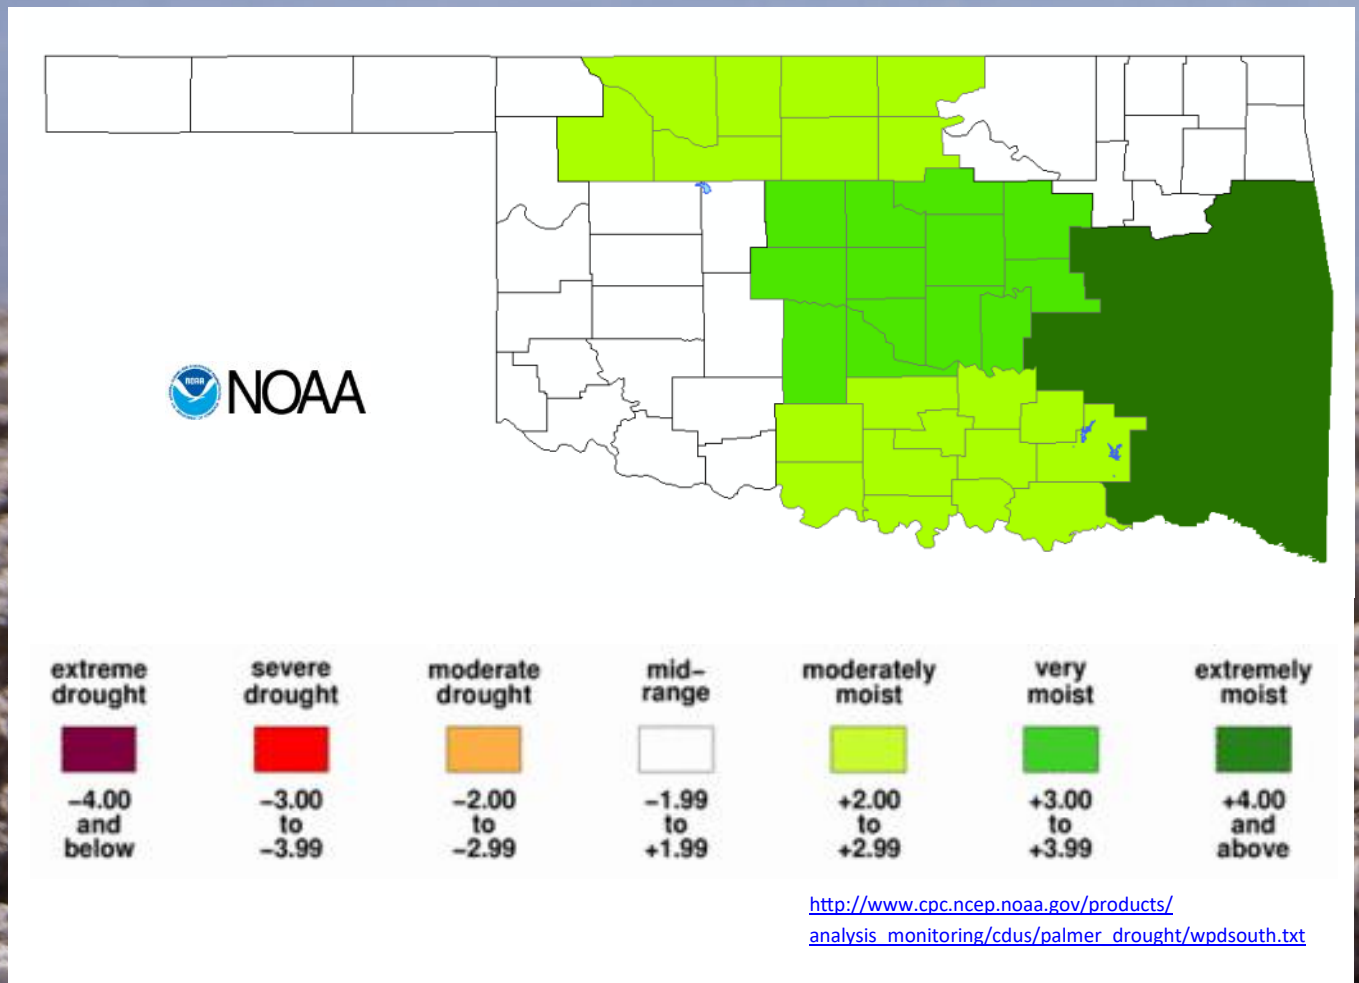 NOAA
NOAA
extreme drought
severe drought
moderate drought
mid-range
moderately moist
very moist
extremely moist
−4.00 and below
−3.00 to −3.99
−2.00 to −2.99
−1.99 to +1.99
+2.00 to +2.99
+3.00 to +3.99
+4.00 and above
http://www.cpc.ncep.noaa.gov/products/
analysis_monitoring/cdus/palmer_drought/wpdsouth.txt